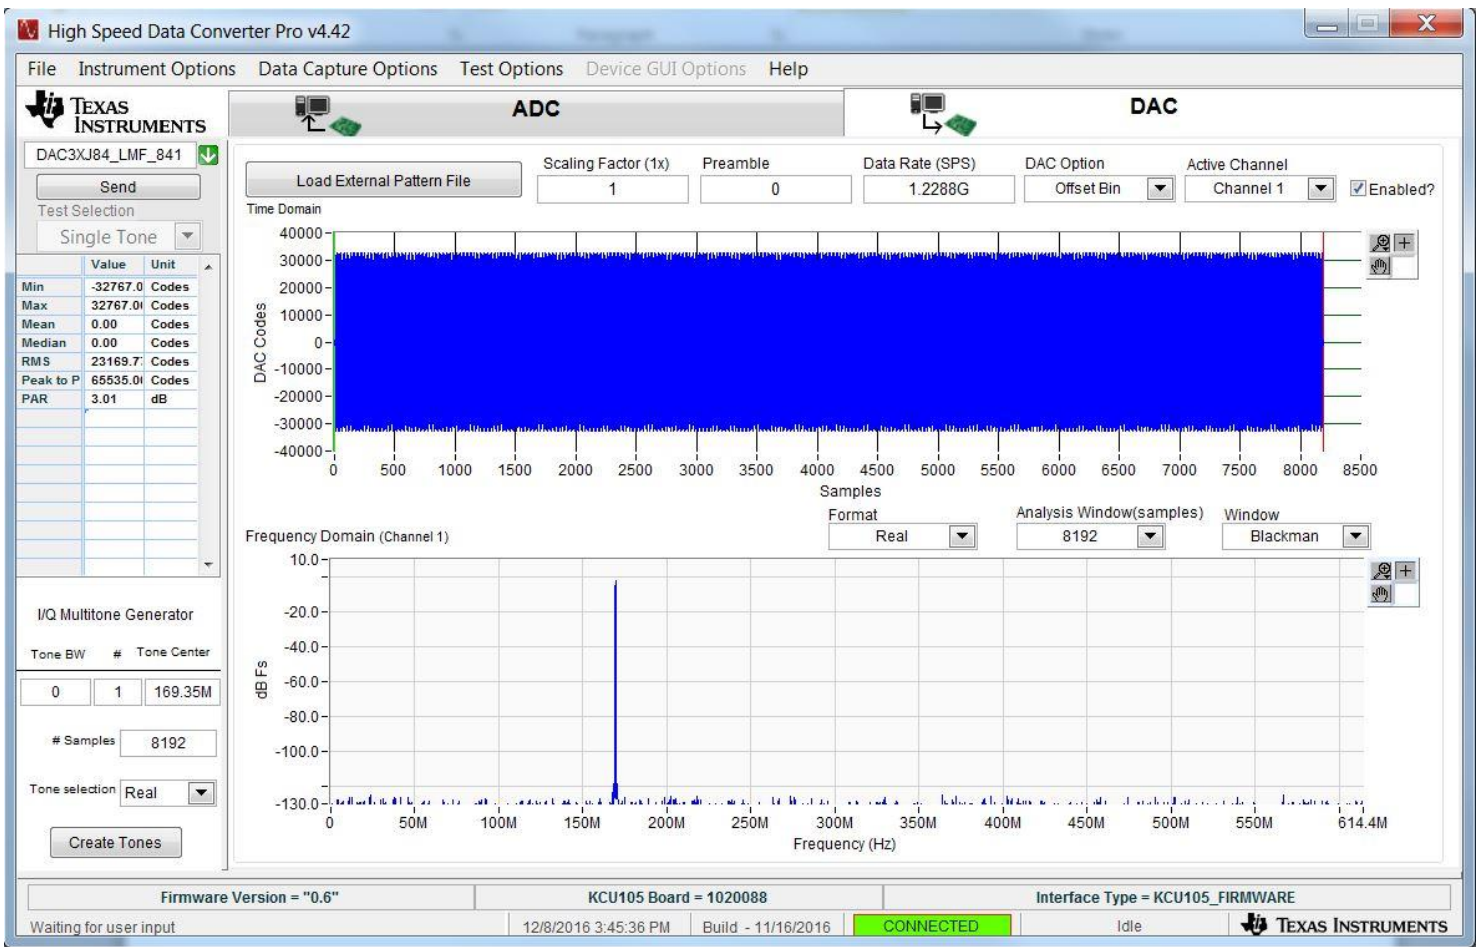 High Speed Data Converter Pro v4.42
File Instrument Options Data Capture Options Test Options Device GUI Options Help
TEXAS INSTRUMENTS
ADC
DAC
DAC3XJ84_LMF_841
Send
Test Selection
Single Tone
Value Unit
Min -32767.0 Codes
Max 32767.0 Codes
Mean 0.00 Codes
Median 0.00 Codes
RMS 23169.7 Codes
Peak to P 65535.0 Codes
PAR 3.01 dB
I/Q Multitone Generator
Tone BW # Tone Center
0 1 169.35M
# Samples 8192
Tone selection Real
Create Tones
Load External Pattern File
Scaling Factor (1x) Preamble Data Rate (SPS) DAC Option Active Channel
1 0 1.2288G Offset Bin Channel 1 Enabled?
Time Domain
40000
30000
20000
10000
0
-10000
-20000
-30000
-40000
DAC Codes
0 500 1000 1500 2000 2500 3000 3500 4000 4500 5000 5500 6000 6500 7000 7500 8000 8500
Samples
Format Analysis Window(samples) Window
Real 8192 Blackman
Frequency Domain (Channel 1)
10.0
-20.0
-40.0
-60.0
-80.0
-100.0
-130.0
dB Fs
0 50M 100M 150M 200M 250M 300M 350M 400M 450M 500M 550M 614.4M
Frequency (Hz)
Firmware Version = "0.6" KCU105 Board = 1020088 Interface Type = KCU105_FIRMWARE
Waiting for user input 12/8/2016 3:45:36 PM Build - 11/16/2016 CONNECTED Idle TEXAS INSTRUMENTS